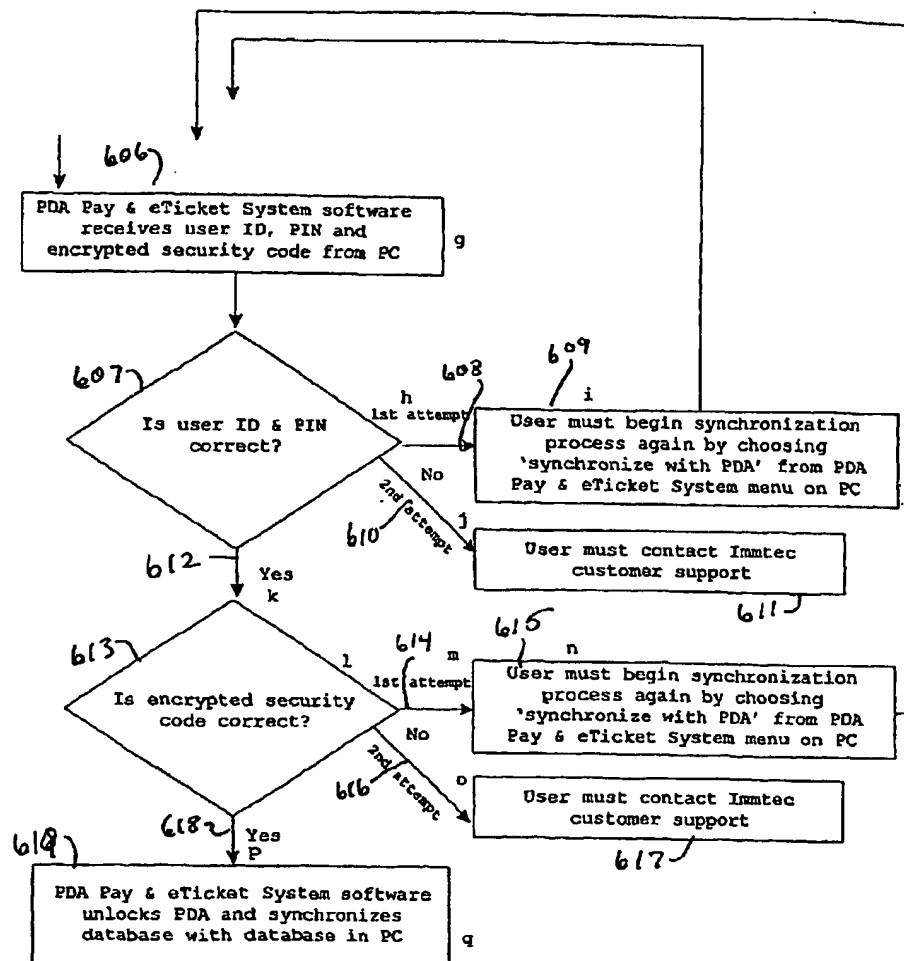 606
PDA Pay & eTicket System software
receives user ID, PIN and
encrypted security code from PC
g
607
Is user ID & PIN
correct?
h
1st attempt
608
609
i
User must begin synchronization
process again by choosing
'synchronize with PDA' from PDA
Pay & eTicket System menu on PC
No
2nd attempt
610
j
User must contact Immtec
customer support
611
612
Yes
k
613
Is encrypted security
code correct?
l
614
m
1st attempt
615
n
User must begin synchronization
process again by choosing
'synchronize with PDA' from PDA
Pay & eTicket System menu on PC
No
2nd attempt
616
o
User must contact Immtec
customer support
617
618
Yes
p
619
PDA Pay & eTicket System software
unlocks PDA and synchronizes
database with database in PC
q